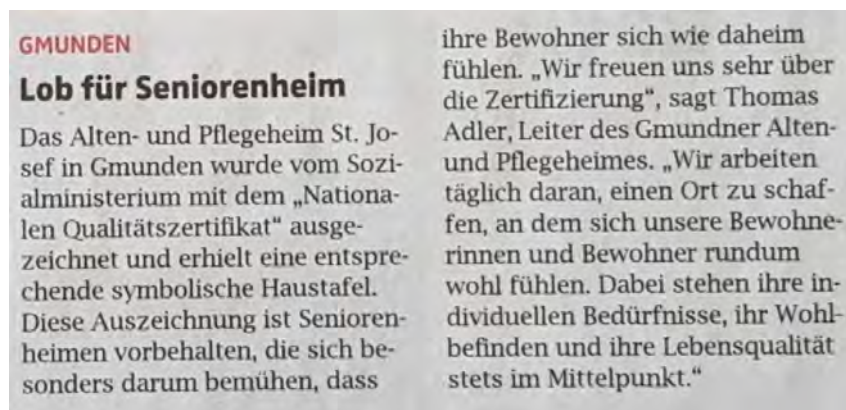 GMUNDEN
Lob für Seniorenheim
Das Alten- und Pflegeheim St. Jo-
sef in Gmunden wurde vom Sozi-
alministerium mit dem „Nationa-
len Qualitätszertifikat“ ausge-
zeichnet und erhielt eine entspre-
chende symbolische Haustafel.
Diese Auszeichnung ist Senioren-
heimen vorbehalten, die sich be-
sonders darum bemühen, dass
ihre Bewohner sich wie daheim
fühlen. „Wir freuen uns sehr über
die Zertifizierung“, sagt Thomas
Adler, Leiter des Gmundner Alten-
und Pflegeheimes. „Wir arbeiten
täglich daran, einen Ort zu schaf-
fen, an dem sich unsere Bewohne-
rinnen und Bewohner rundum
wohl fühlen. Dabei stehen ihre in-
dividuellen Bedürfnisse, ihr Wohl-
befinden und ihre Lebensqualität
stets im Mittelpunkt.“